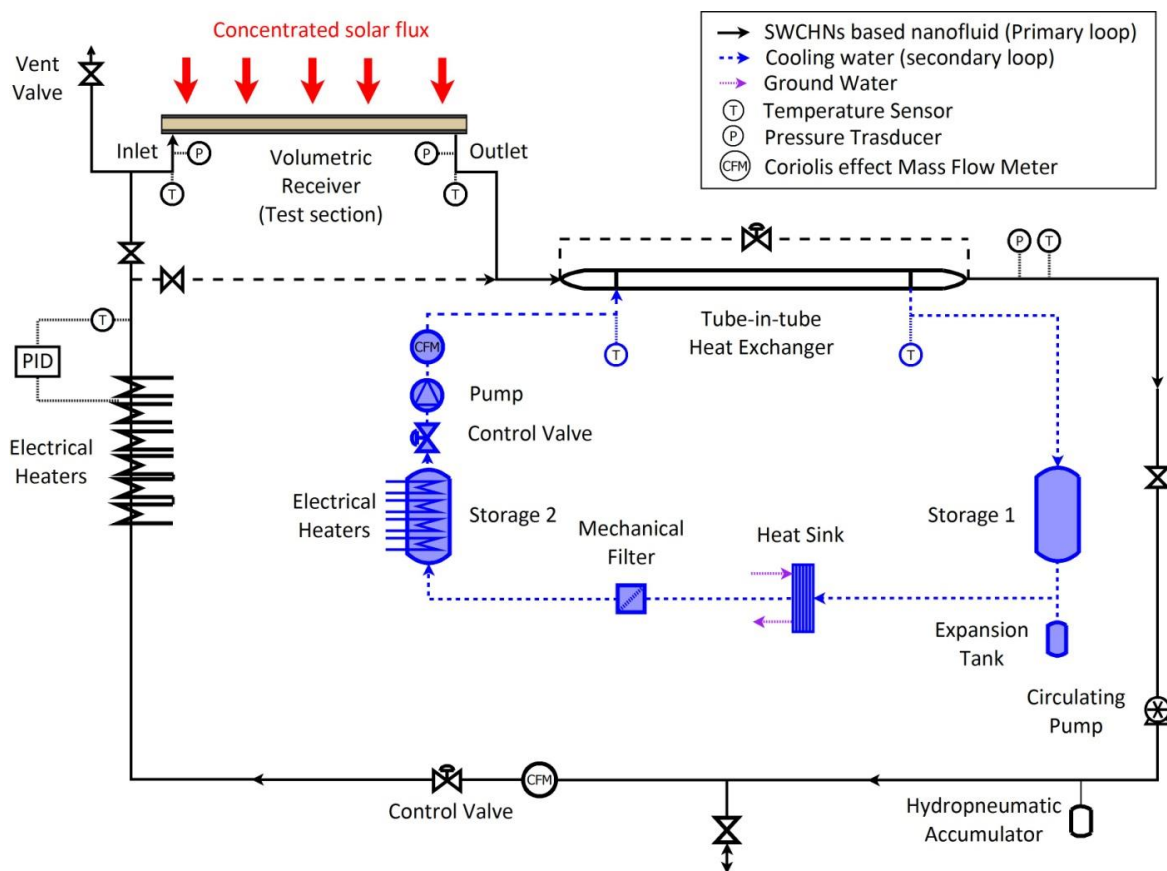 Concentrated solar flux
Vent
Valve
Inlet
P
T
Volumetric
Receiver
(Test section)
P
T
Outlet
SWCHNs based nanofluid (Primary loop)
Cooling water (secondary loop)
Ground Water
T
Temperature Sensor
P
Pressure Trasducer
CFM
Coriolis effect Mass Flow Meter
P
T
T
PID
Electrical
Heaters
CFM
Pump
Control Valve
T
Tube-in-tube
Heat Exchanger
T
Electrical
Heaters
Storage 2
Mechanical
Filter
Heat Sink
Storage 1
Expansion
Tank
Circulating
Pump
Control Valve
CFM
Hydropneumatic
Accumulator